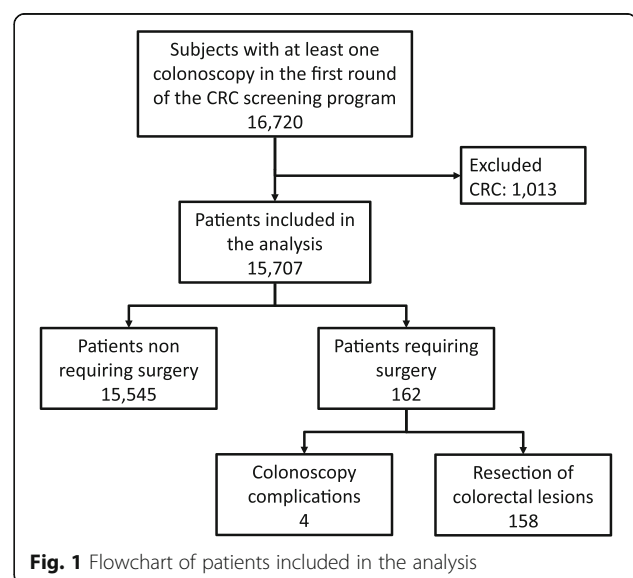 Subjects with at least one
colonoscopy in the first round
of the CRC screening program
16,720
Excluded
CRC: 1,013
Patients included in
the analysis
15,707
Patients non
requiring surgery
15,545
Patients requiring
surgery
162
Colonoscopy
complications
4
Resection of
colorectal lesions
158
Fig. 1 Flowchart of patients included in the analysis